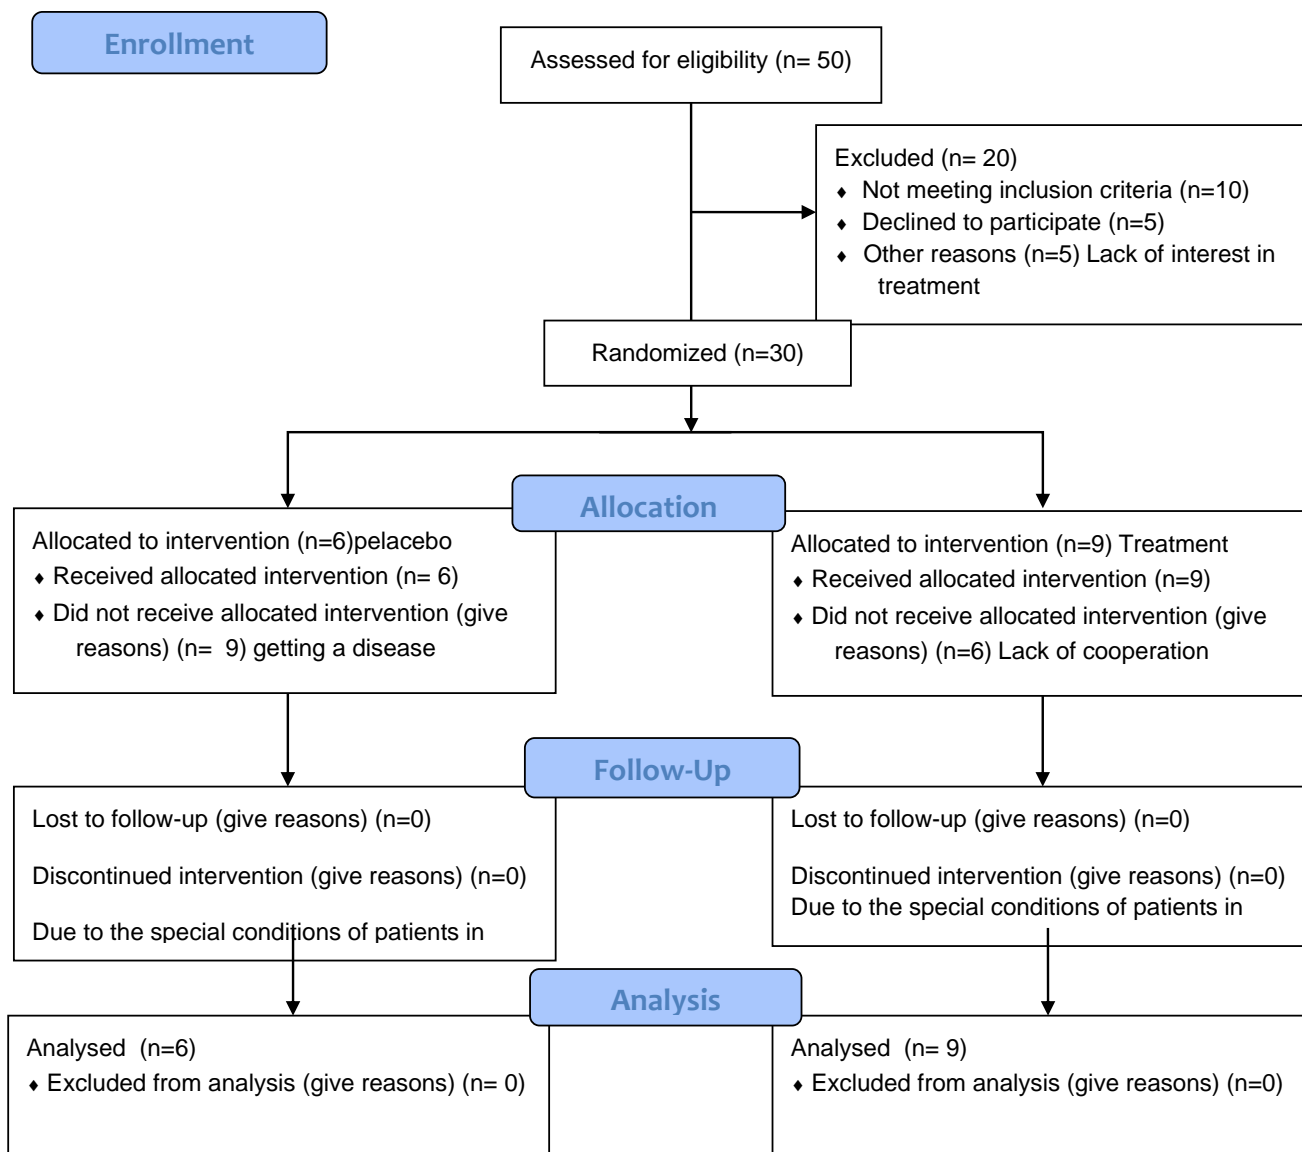 Enrollment
Assessed for eligibility (n= 50)
Excluded (n= 20)
♦ Not meeting inclusion criteria (n=10)
♦ Declined to participate (n=5)
♦ Other reasons (n=5) Lack of interest in
treatment
Randomized (n=30)
Allocation
Allocated to intervention (n=6)pelacebo
♦ Received allocated intervention (n= 6)
♦ Did not receive allocated intervention (give
reasons) (n=  9) getting a disease
Allocated to intervention (n=9) Treatment
♦ Received allocated intervention (n=9)
♦ Did not receive allocated intervention (give
reasons) (n=6) Lack of cooperation
Follow-Up
Lost to follow-up (give reasons) (n=0)
Discontinued intervention (give reasons) (n=0)
Due to the special conditions of patients in
Lost to follow-up (give reasons) (n=0)
Discontinued intervention (give reasons) (n=0)
Due to the special conditions of patients in
Analysis
Analysed  (n=6)
♦ Excluded from analysis (give reasons) (n= 0)
Analysed  (n= 9)
♦ Excluded from analysis (give reasons) (n=0)